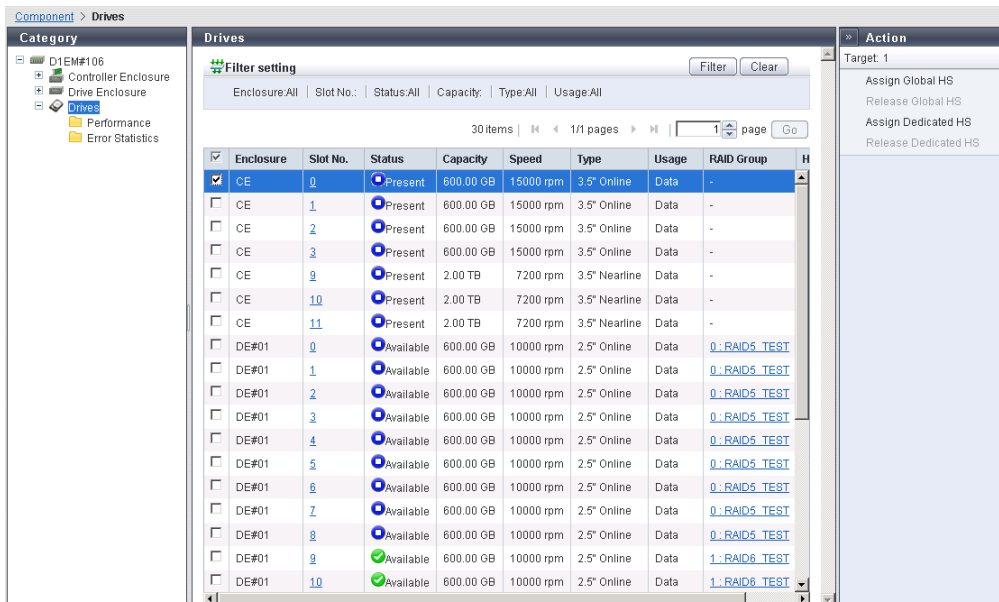 Component > Drives
Category
D1EM#106
Controller Enclosure
Drive Enclosure
Drives
Performance
Error Statistics
Drives
Filter setting
Filter Clear
Enclosure:All | Slot No.: | Status:All | Capacity: | Type:All | Usage:All
30 items | 1/1 pages | 1 page Go
Enclosure Slot No. Status Capacity Speed Type Usage RAID Group H
CE 0 Present 600.00 GB 15000 rpm 3.5" Online Data -
CE 1 Present 600.00 GB 15000 rpm 3.5" Online Data -
CE 2 Present 600.00 GB 15000 rpm 3.5" Online Data -
CE 3 Present 600.00 GB 15000 rpm 3.5" Online Data -
CE 9 Present 2.00 TB 7200 rpm 3.5" Nearline Data -
CE 10 Present 2.00 TB 7200 rpm 3.5" Nearline Data -
CE 11 Present 2.00 TB 7200 rpm 3.5" Nearline Data -
DE#01 0 Available 600.00 GB 10000 rpm 2.5" Online Data 0 : RAID5_TEST
DE#01 1 Available 600.00 GB 10000 rpm 2.5" Online Data 0 : RAID5_TEST
DE#01 2 Available 600.00 GB 10000 rpm 2.5" Online Data 0 : RAID5_TEST
DE#01 3 Available 600.00 GB 10000 rpm 2.5" Online Data 0 : RAID5_TEST
DE#01 4 Available 600.00 GB 10000 rpm 2.5" Online Data 0 : RAID5_TEST
DE#01 5 Available 600.00 GB 10000 rpm 2.5" Online Data 0 : RAID5_TEST
DE#01 6 Available 600.00 GB 10000 rpm 2.5" Online Data 0 : RAID5_TEST
DE#01 7 Available 600.00 GB 10000 rpm 2.5" Online Data 0 : RAID5_TEST
DE#01 8 Available 600.00 GB 10000 rpm 2.5" Online Data 0 : RAID5_TEST
DE#01 9 Available 600.00 GB 10000 rpm 2.5" Online Data 1 : RAID6_TEST
DE#01 10 Available 600.00 GB 10000 rpm 2.5" Online Data 1 : RAID6_TEST
» Action
Target: 1
Assign Global HS
Release Global HS
Assign Dedicated HS
Release Dedicated HS